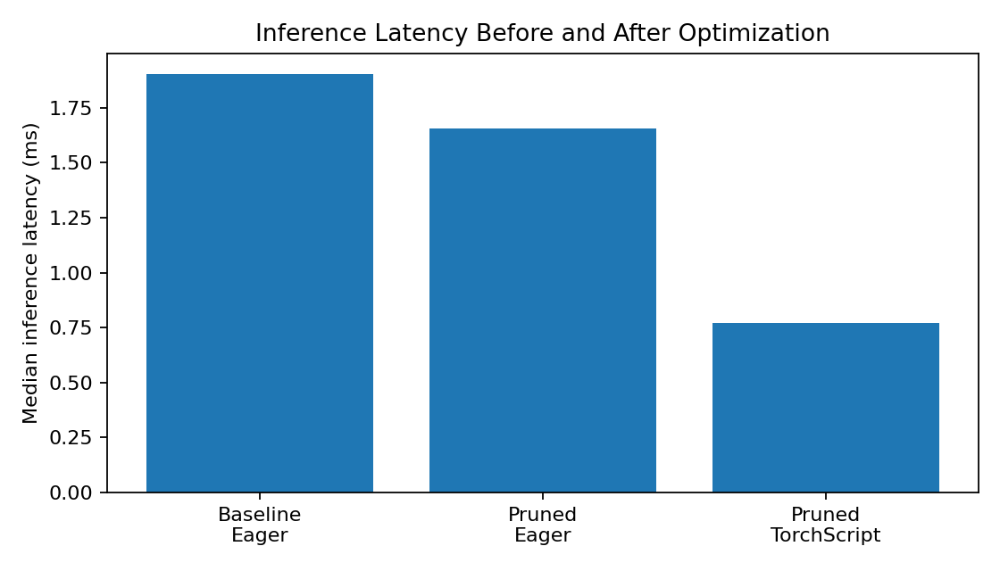 Inference Latency Before and After Optimization
Median inference latency (ms)
1.75
1.50
1.25
1.00
0.75
0.50
0.25
0.00
Baseline
Eager
Pruned
Eager
Pruned
TorchScript